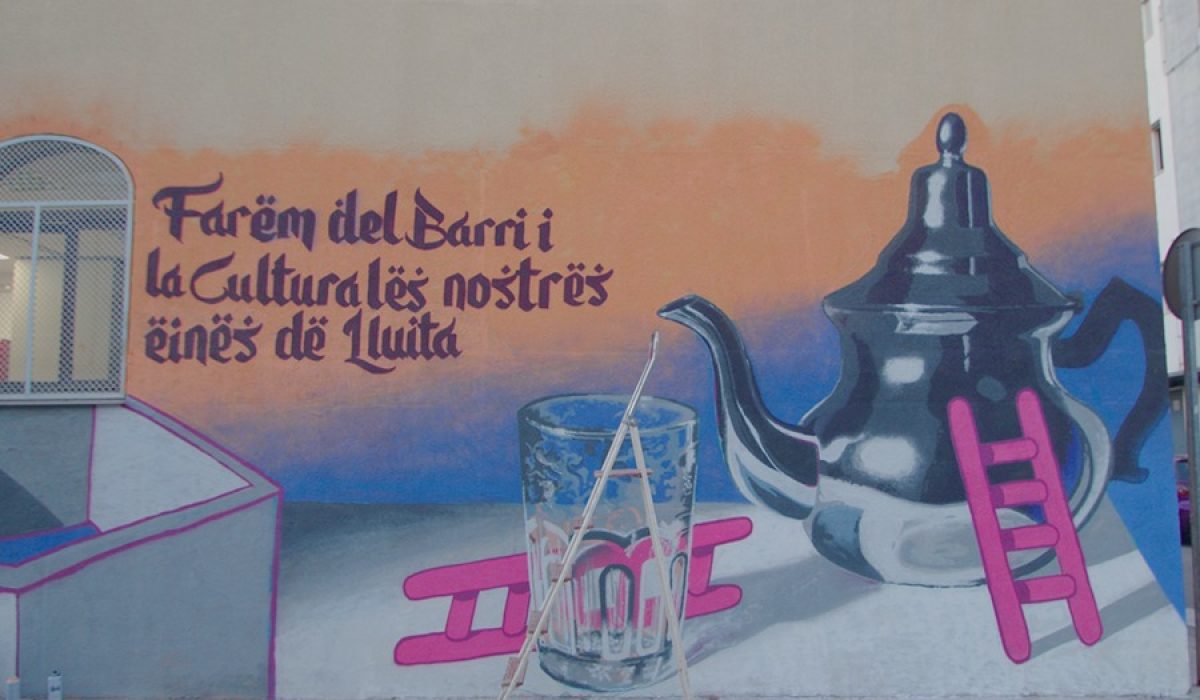 Farëm del Barri i
la Cultura lës nostrës
ëinës dë Lluita